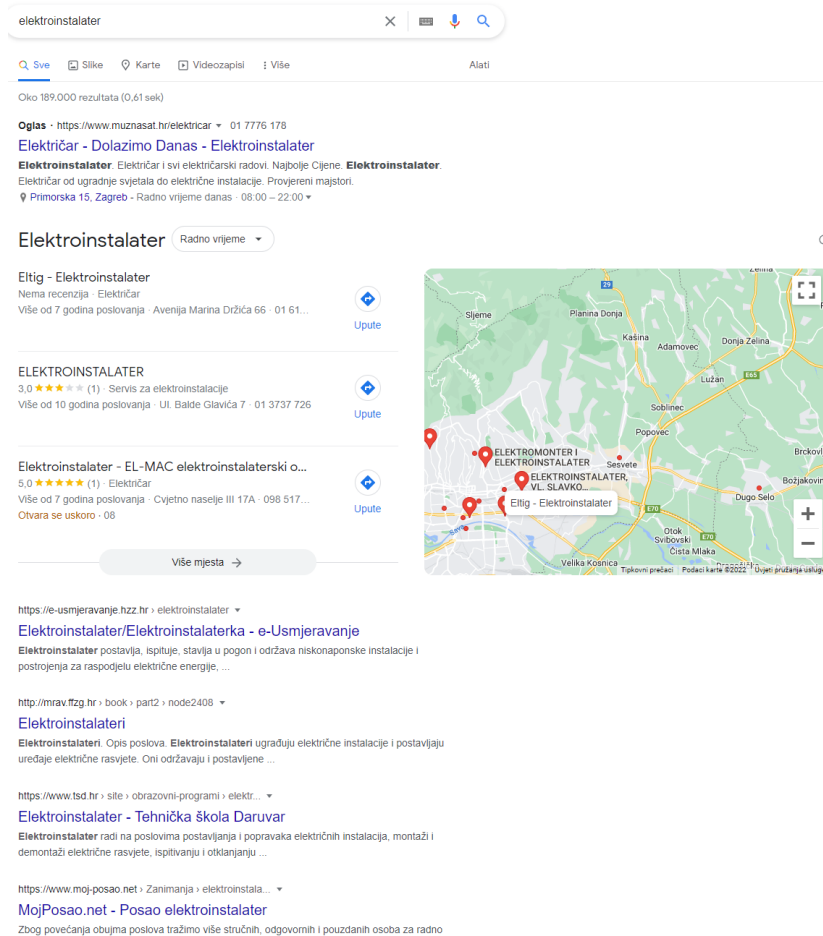 elektroinstalater
Sve Slike Karte Videozapisi Više Alati
Oko 189.000 rezultata (0,61 sek)
Oglas · https://www.muznasat.hr/elektricar 01 7776 178
Električar - Dolazimo Danas - Elektroinstalater
Elektroinstalater. Električar i svi električarski radovi. Najbolje Cijene. Elektroinstalater.
Električar od ugradnje svjetala do električne instalacije. Provjereni majstori.
Primorska 15, Zagreb - Radno vrijeme danas · 08:00 – 22:00
Elektroinstalater Radno vrijeme
Eltig - Elektroinstalater
Nema recenzija · Električar
Više od 7 godina poslovanja · Avenija Marina Držića 66 · 01 61...
Upute
ELEKTROINSTALATER
3,0 (1) · Servis za elektroinstalacije
Više od 10 godina poslovanja · Ul. Balde Glavića 7 · 01 3737 726
Upute
Elektroinstalater - EL-MAC elektroinstalaterski o...
5,0 (1) · Električar
Više od 7 godina poslovanja · Cvjetno naselje III 17A · 098 517...
Otvara se uskoro · 08
Upute
Više mjesta
Zelina
29
Sljeme
Planina Donja
Kašina
Adamovec
Donja Zelina
Lužan
E65
Soblinec
Popovec
ELEKTROMONTER I
ELEKTROINSTALATER
Sesvete
Brckovl
ELEKTROINSTALATER,
VL. SLAVKO...
Božjakovin
Dugo Selo
Eltig - Elektroinstalater
E70
Sava
Otok
Svibovski
E70
Čista Mlaka
Velika Kosnica
Tipkovni prečaci Podaci karte ©2022 Uvjeti pružanja usluge
https://e-usmjeravanje.hzz.hr › elektroinstalater
Elektroinstalater/Elektroinstalaterka - e-Usmjeravanje
Elektroinstalater postavlja, ispituje, stavlja u pogon i održava niskonaponske instalacije i
postrojenja za raspodjelu električne energije, ...
http://mrav.ffzg.hr › book › part2 › node2408
Elektroinstalateri
Elektroinstalateri. Opis poslova. Elektroinstalateri ugrađuju električne instalacije i postavljaju
uređaje električne rasvjete. Oni održavaju i postavljene ...
https://www.tsd.hr › site › obrazovni-programi › elektr...
Elektroinstalater - Tehnička škola Daruvar
Elektroinstalater radi na poslovima postavljanja i popravaka električnih instalacija, montaži i
demontaži električne rasvjete, ispitivanju i otklanjanju ...
https://www.moj-posao.net › Zanimanja › elektroinstala...
MojPosao.net - Posao elektroinstalater
Zbog povećanja obujma posla tražimo više stručnih, odgovornih i pouzdanih osoba za radno